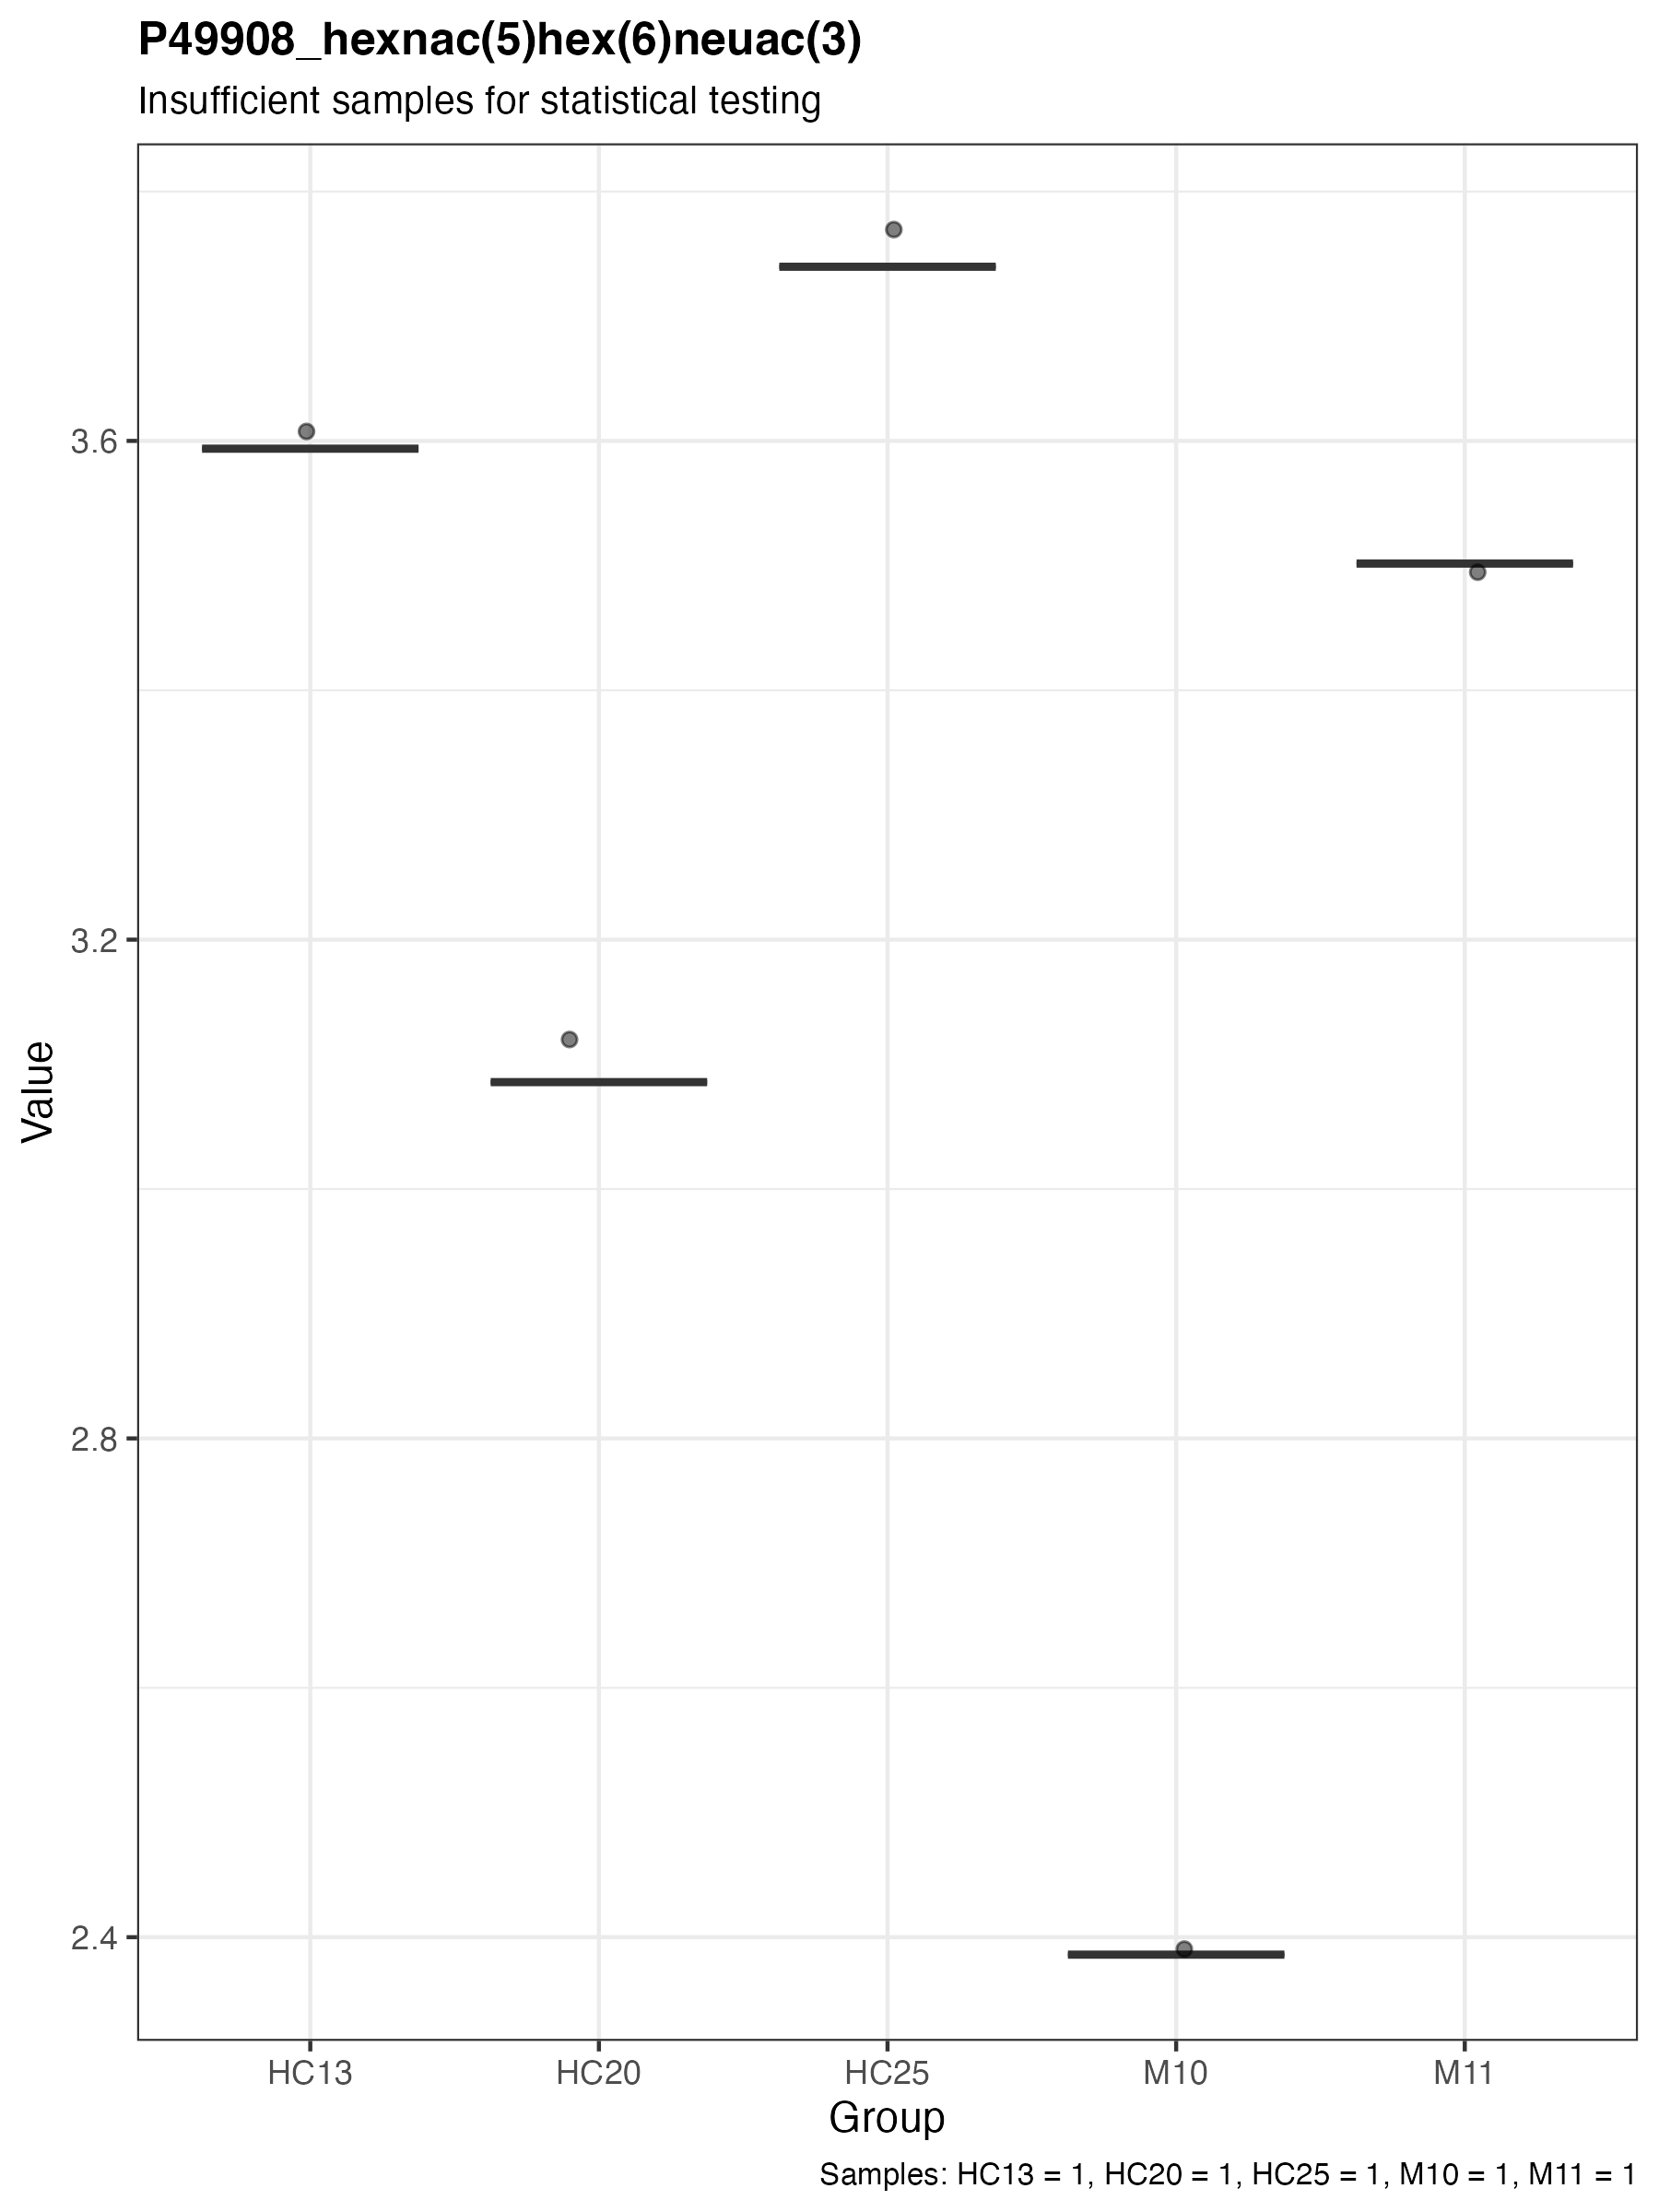 P49908_hexnac(5)hex(6)neuac(3)
Insufficient samples for statistical testing
3.6
3.2
2.8
2.4
Value
HC13 HC20 HC25 M10 M11
Group
Samples: HC13 = 1, HC20 = 1, HC25 = 1, M10 = 1, M11 = 1